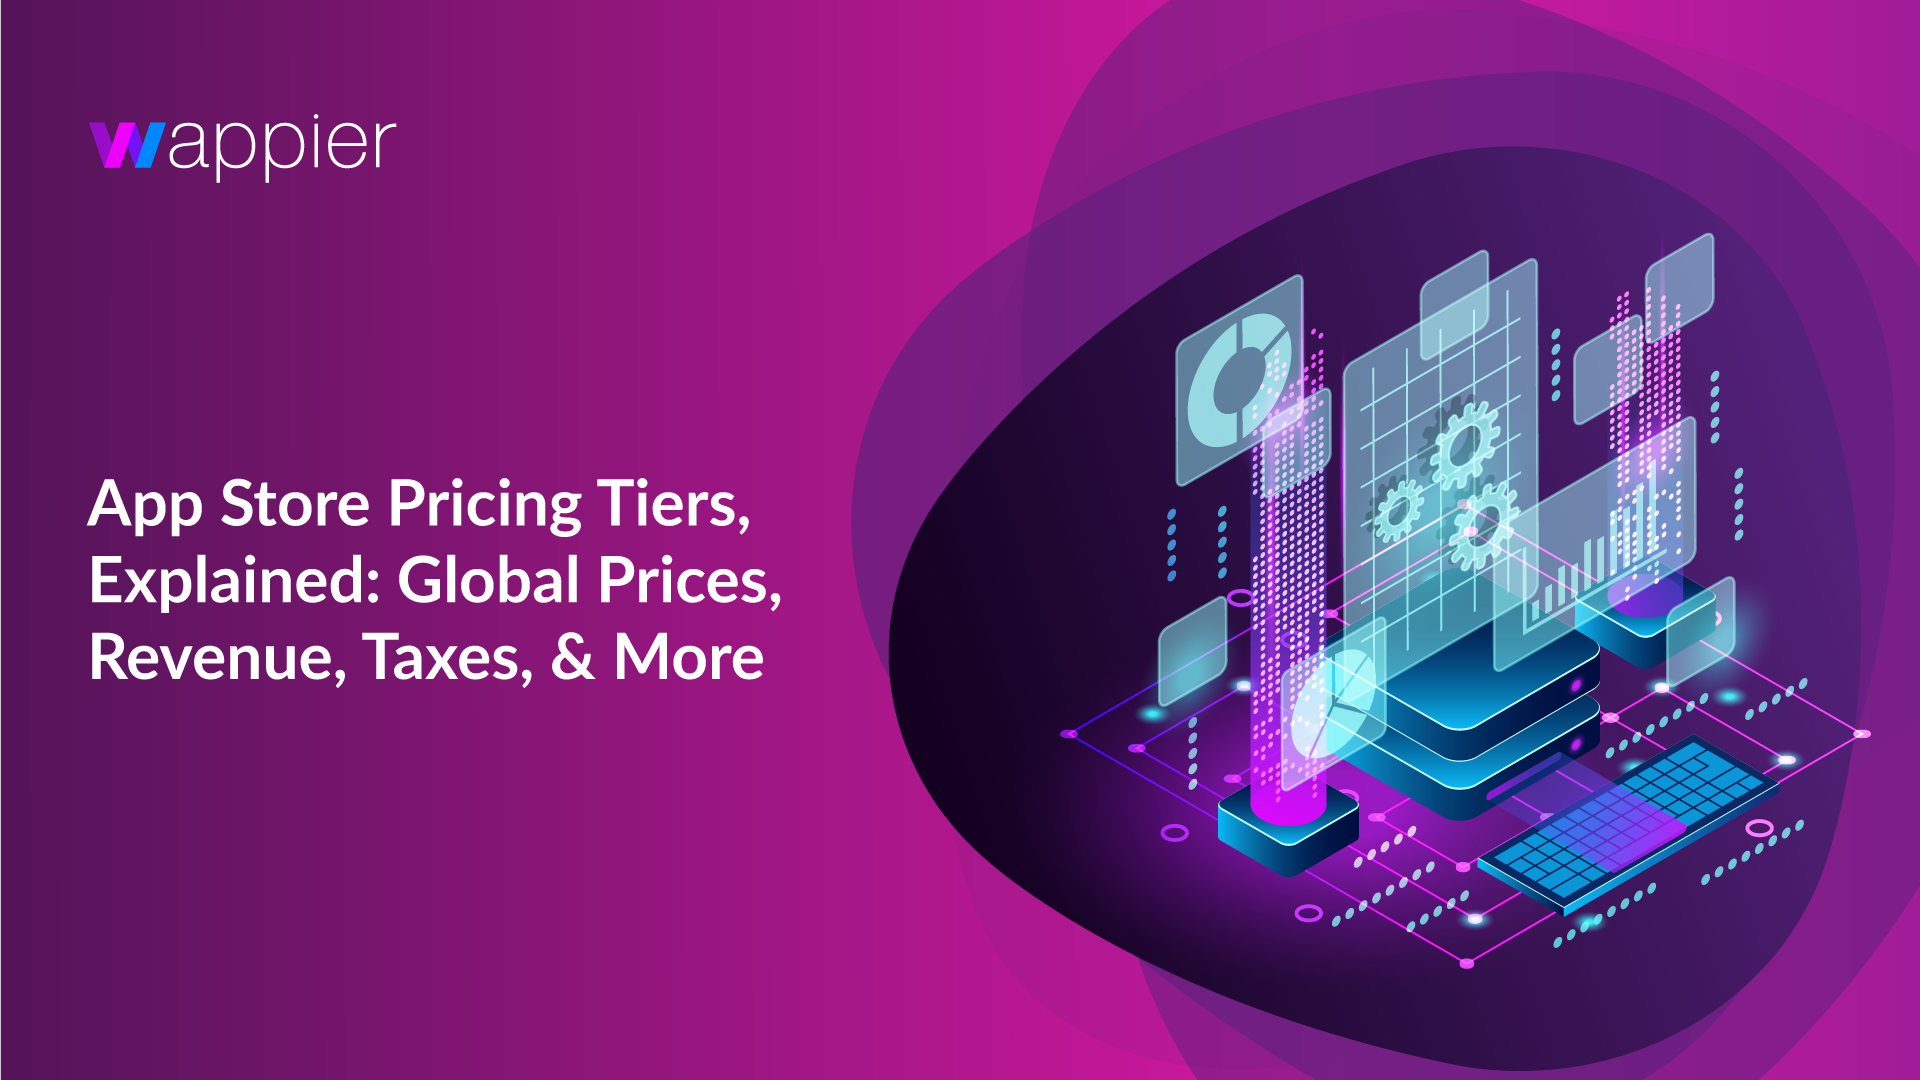 wappier
App Store Pricing Tiers,
Explained: Global Prices,
Revenue, Taxes, & More